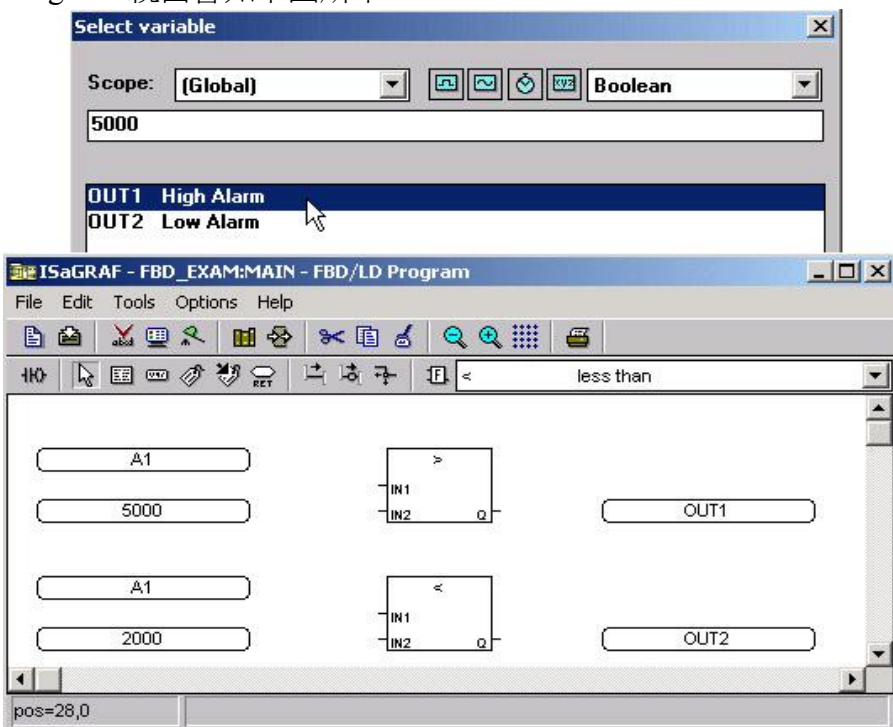 Select variable
Scope: (Global) Boolean
5000
OUT1 High Alarm
OUT2 Low Alarm
ISaGRAF - FBD_EXAM:MAIN - FBD/LD Program
File Edit Tools Options Help
RET < less than
A1 >
IN1
5000 IN2 Q OUT1
A1 <
IN1
2000 IN2 Q OUT2
pos=28,0